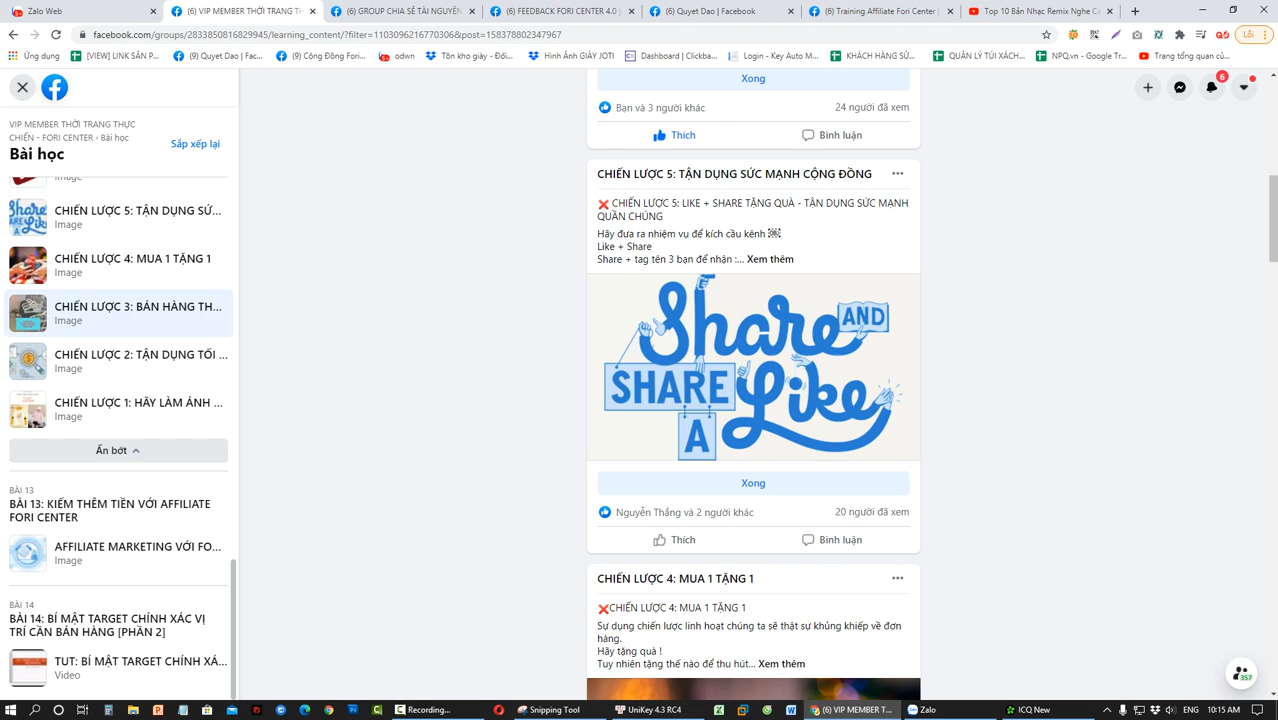 Zalo Web
(6) VIP MEMBER THỜI TRANG TH
(6) GROUP CHIA SẺ TÀI NGUYÊN
(6) FEEDBACK FORI CENTER 4.0 |
(6) Quyet Dao | Facebook
(6) Training Affiliate Fori Center |
Top 10 Bản Nhạc Remix Nghe C
facebook.com/groups/2833850816829945/learning_content/?filter=1103096216770306&post=158378802347967
Lỗi
Ứng dụng
[VIEW] LINK SẢN P...
(9) Quyet Dao | Fac...
(9) Cộng Đồng Fori...
odwn
Tồn kho giày - Đối...
Hình Ảnh GIÀY JOTI
Dashboard | Clickba...
Login - Key Auto M...
KHÁCH HÀNG SỬ...
QUẢN LÝ TÚI XÁCH...
NPQ.vn - Google Tr...
Trang tổng quan củ...
VIP MEMBER THỜI TRANG THỰC
CHIẾN - FORI CENTER › Bài học
Bài học
Sắp xếp lại
Image
CHIẾN LƯỢC 5: TẬN DỤNG SỨ...
Image
CHIẾN LƯỢC 4: MUA 1 TẶNG 1
Image
CHIẾN LƯỢC 3: BÁN HÀNG TH...
Image
CHIẾN LƯỢC 2: TẬN DỤNG TỐI ...
Image
CHIẾN LƯỢC 1: HÃY LÀM ẢNH ...
Image
Ẩn bớt
BÀI 13
BÀI 13: KIẾM THÊM TIỀN VỚI AFFILIATE
FORI CENTER
AFFILIATE MARKETING VỚI FO...
Image
BÀI 14
BÀI 14: BÍ MẬT TARGET CHÍNH XÁC VỊ
TRÍ CẦN BÁN HÀNG [PHẦN 2]
TUT: BÍ MẬT TARGET CHÍNH XÁ...
Video
Xong
Bạn và 3 người khác
24 người đã xem
Thích
Bình luận
CHIẾN LƯỢC 5: TẬN DỤNG SỨC MẠNH CỘNG ĐỒNG
❌ CHIẾN LƯỢC 5: LIKE + SHARE TẶNG QUÀ - TẬN DỤNG SỨC MẠNH
QUẦN CHÚNG
Hãy đưa ra nhiệm vụ để kích cầu kênh
Like + Share
Share + tag tên 3 bạn để nhận :... Xem thêm
Share AND
SHARE Like
A
Xong
Nguyễn Thắng và 2 người khác
20 người đã xem
Thích
Bình luận
CHIẾN LƯỢC 4: MUA 1 TẶNG 1
❌CHIẾN LƯỢC 4: MUA 1 TẶNG 1
Sự dụng chiến lược linh hoạt chúng ta sẽ thật sự khủng khiếp về đơn
hàng.
Hãy tặng quà !
Tuy nhiên tặng thế nào để thu hút... Xem thêm
6
357
Recording...
Snipping Tool
UniKey 4.3 RC4
(6) VIP MEMBER T...
Zalo
ICQ New
ENG
10:15 AM